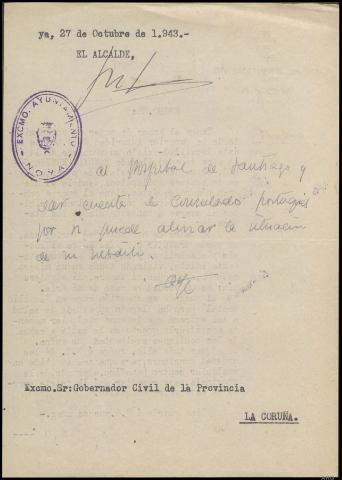 ya, 27 de Octubre de 1.943.-
EL ALCALDE,
EXCMO. AYUNTAMIENTO
al Hospital de Santiago y
dar cuenta al Consulado portugués
por si puede aliviar la situación
de su súbdito.
Excmo.Sr:Gobernador Civil de la Provincia
LA CORUÑA.